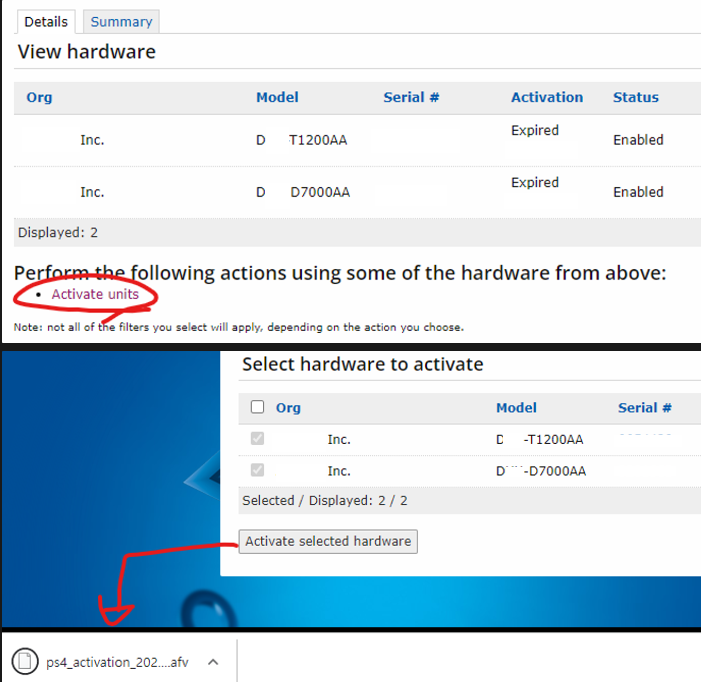 Details Summary
View hardware
Org Model Serial # Activation Status
Inc. D T1200AA Expired Enabled
Inc. D D7000AA Expired Enabled
Displayed: 2
Perform the following actions using some of the hardware from above:
• Activate units
Note: not all of the filters you select will apply, depending on the action you choose.
Select hardware to activate
Org Model Serial #
Inc. D -T1200AA
Inc. D -D7000AA
Selected / Displayed: 2 / 2
Activate selected hardware
ps4_activation_202....afv